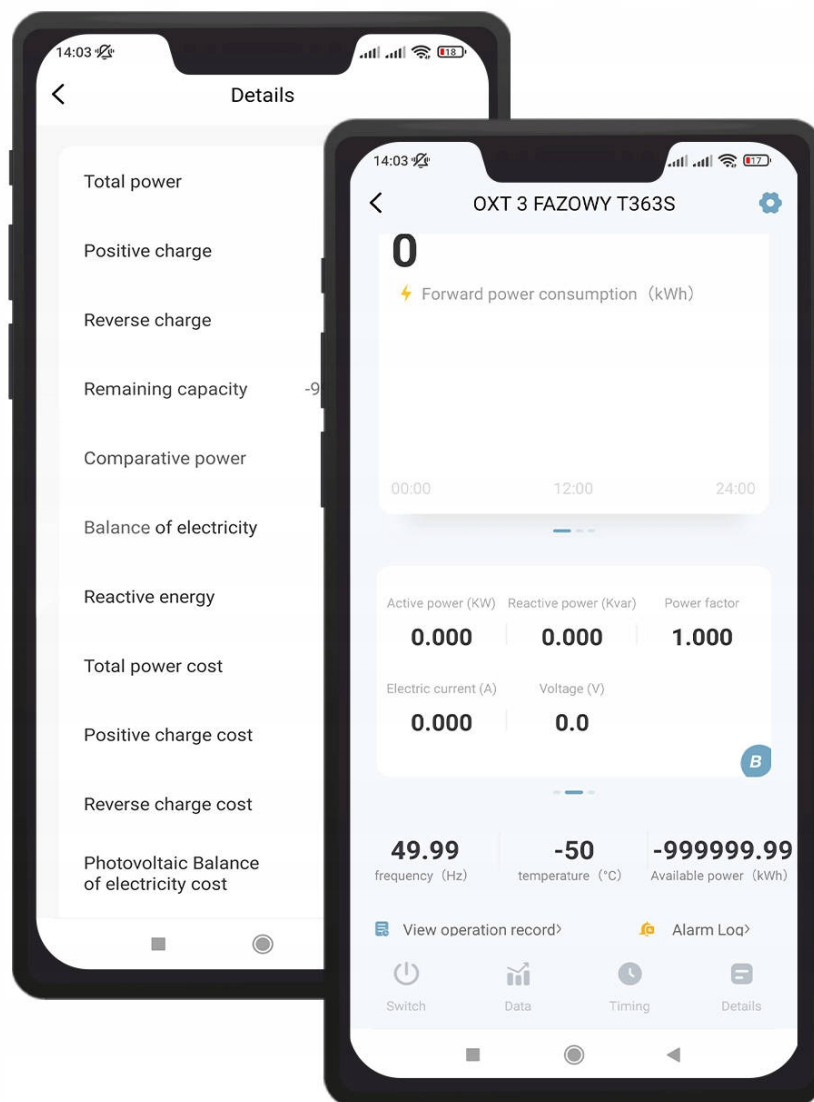 14:03
18
Details
Total power
Positive charge
Reverse charge
Remaining capacity -9
Comparative power
Balance of electricity
Reactive energy
Total power cost
Positive charge cost
Reverse charge cost
Photovoltaic Balance
of electricity cost
14:03
17
OXT 3 FAZOWY T363S
0
Forward power consumption (kWh)
00:00 12:00 24:00
Active power (KW) Reactive power (Kvar) Power factor
0.000 0.000 1.000
Electric current (A) Voltage (V)
0.000 0.0
B
49.99 -50 -999999.99
frequency (Hz) temperature (°C) Available power (kWh)
View operation record> Alarm Log>
Switch Data Timing Details